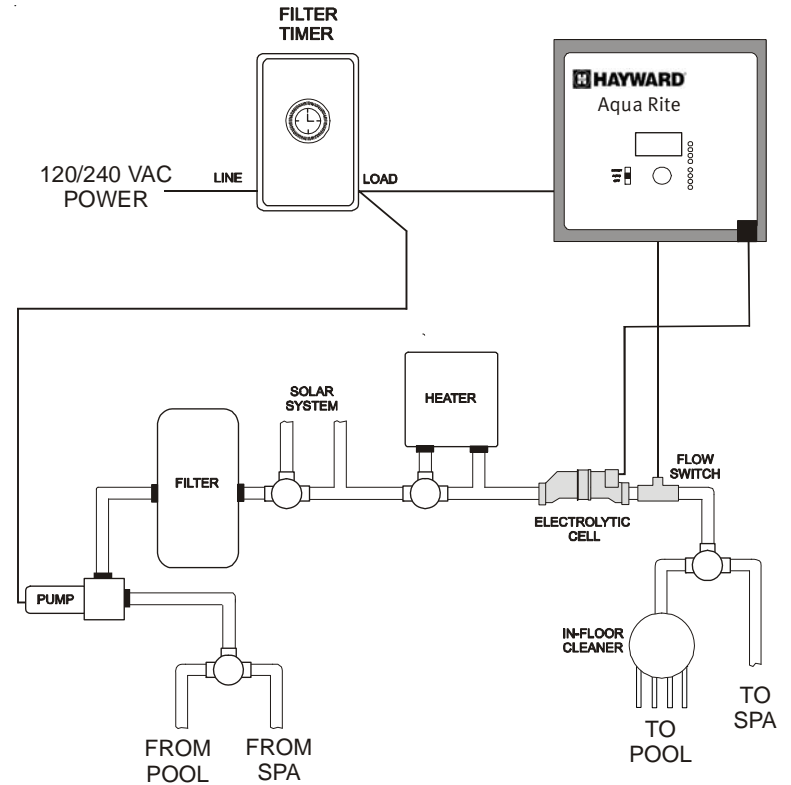 FILTER
TIMER
HAYWARD
Aqua Rite
120/240 VAC
POWER
LINE
LOAD
SOLAR
SYSTEM
HEATER
FILTER
FLOW
SWITCH
ELECTROLYTIC
CELL
PUMP
IN-FLOOR
CLEANER
TO
SPA
TO
POOL
FROM
POOL
FROM
SPA